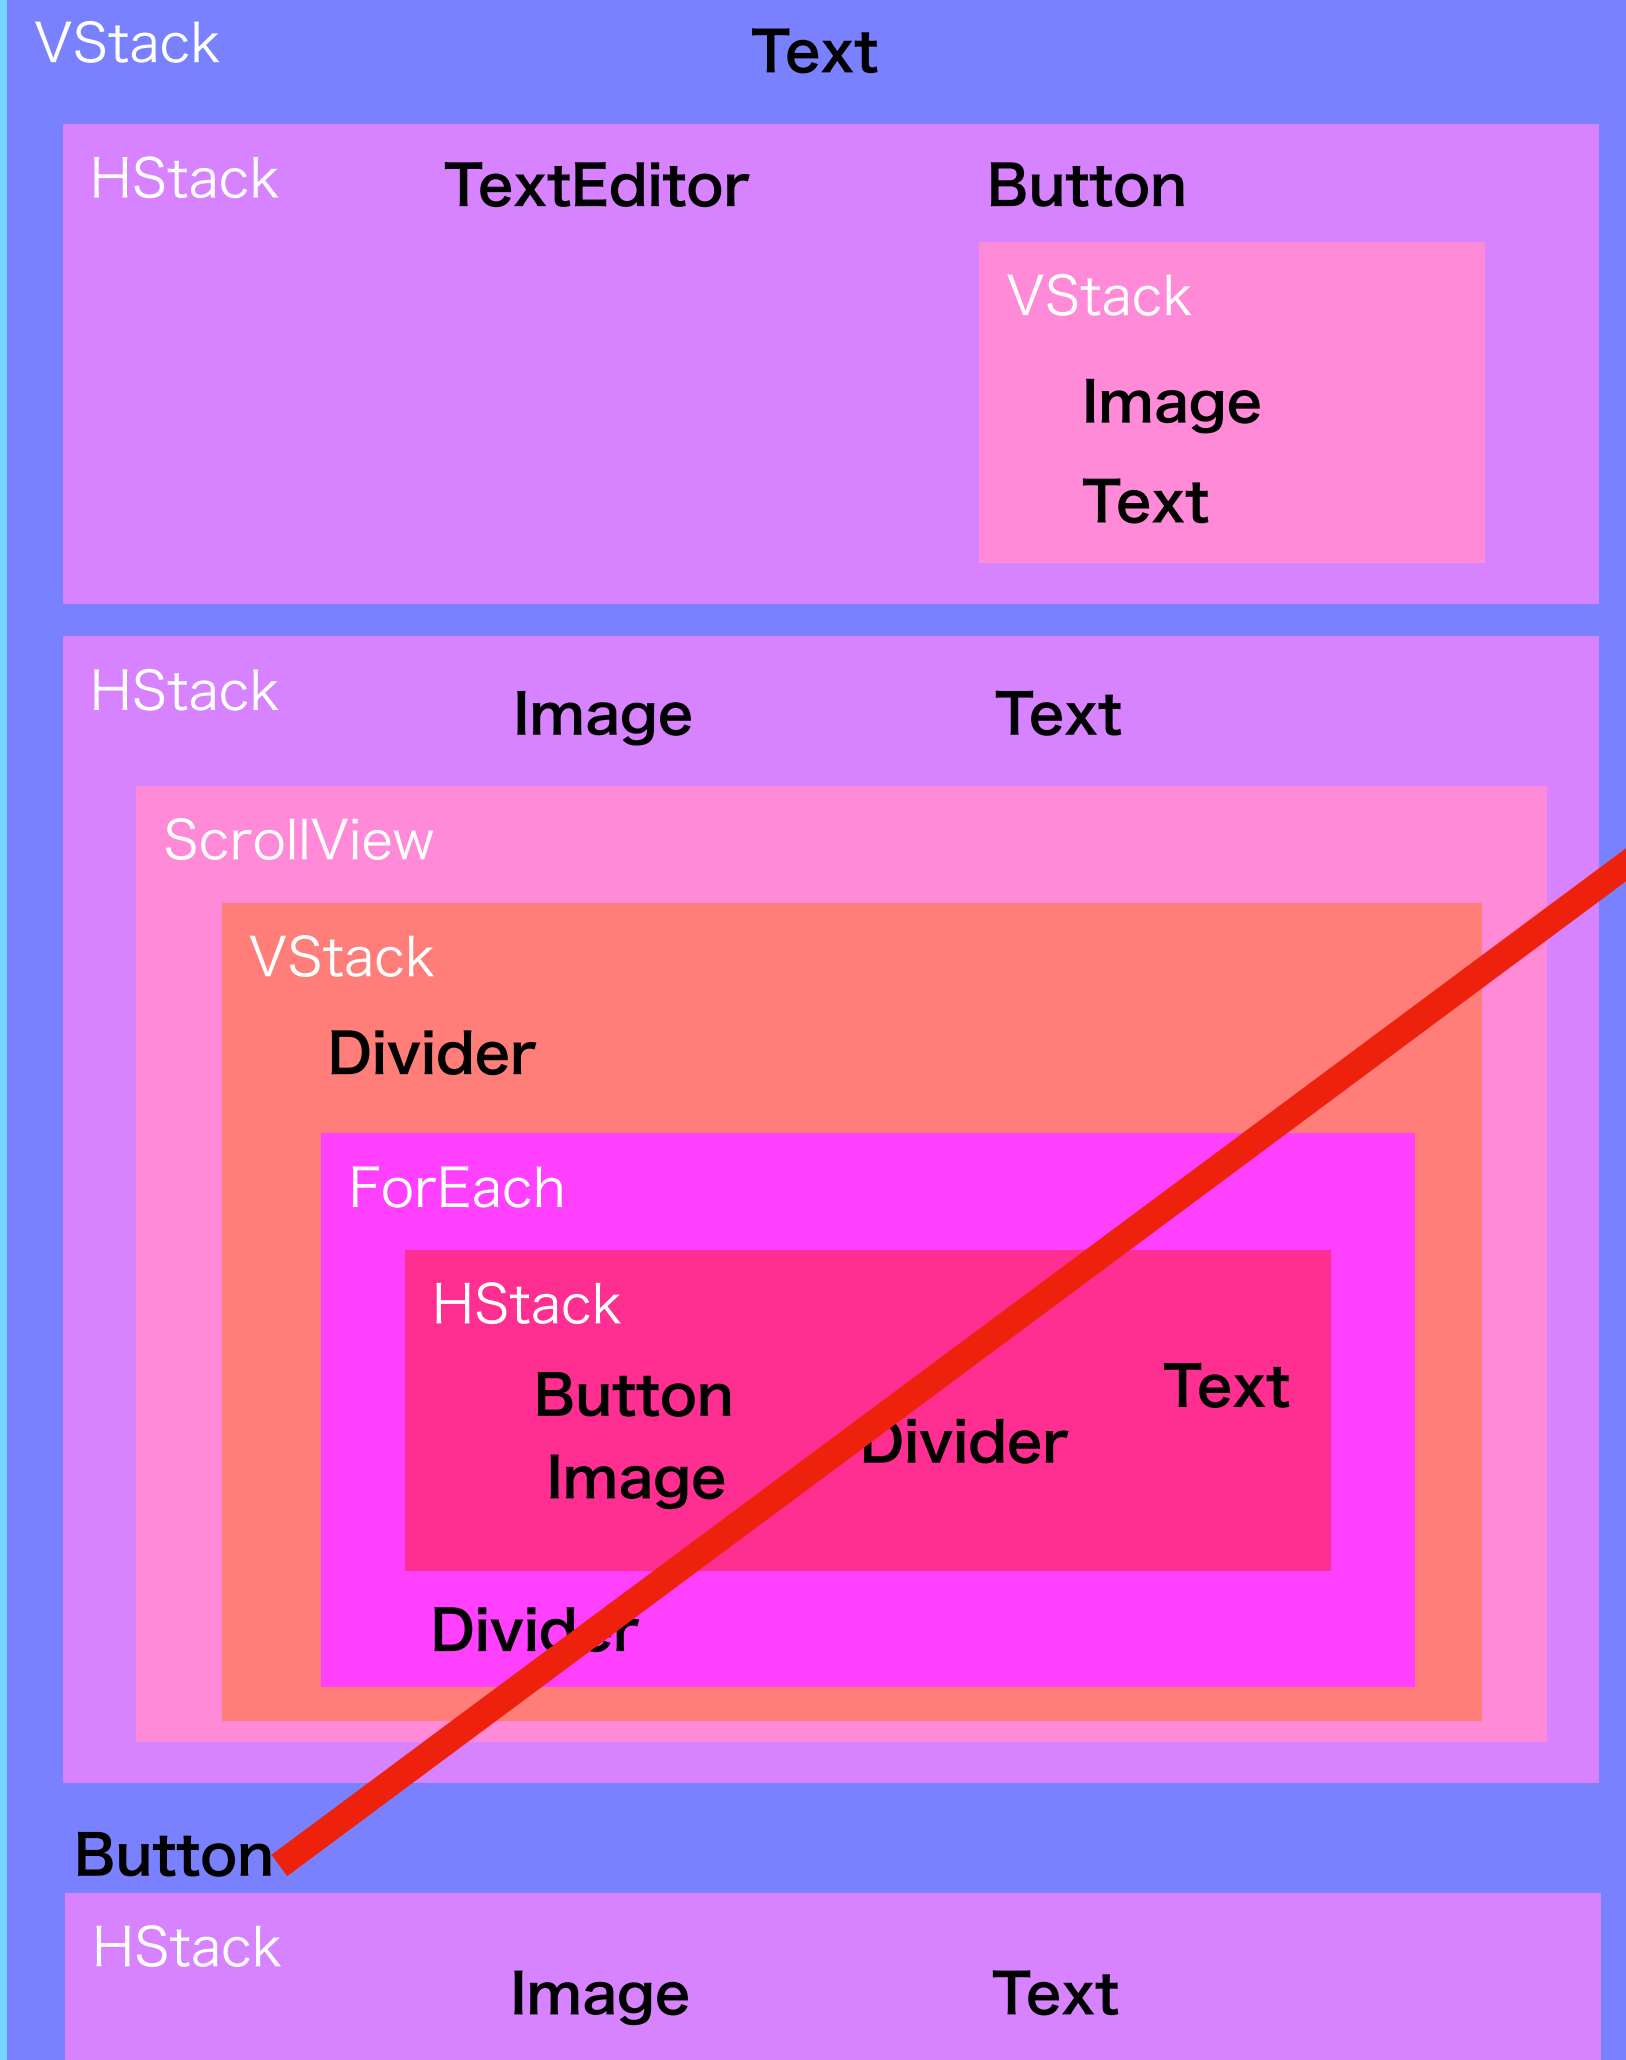 VStack
Text
HStack
TextEditor
Button
VStack
Image
Text
HStack
Image
Text
ScrollView
VStack
Divider
ForEach
HStack
Button
Image
Divider
Text
Divider
Button
HStack
Image
Text